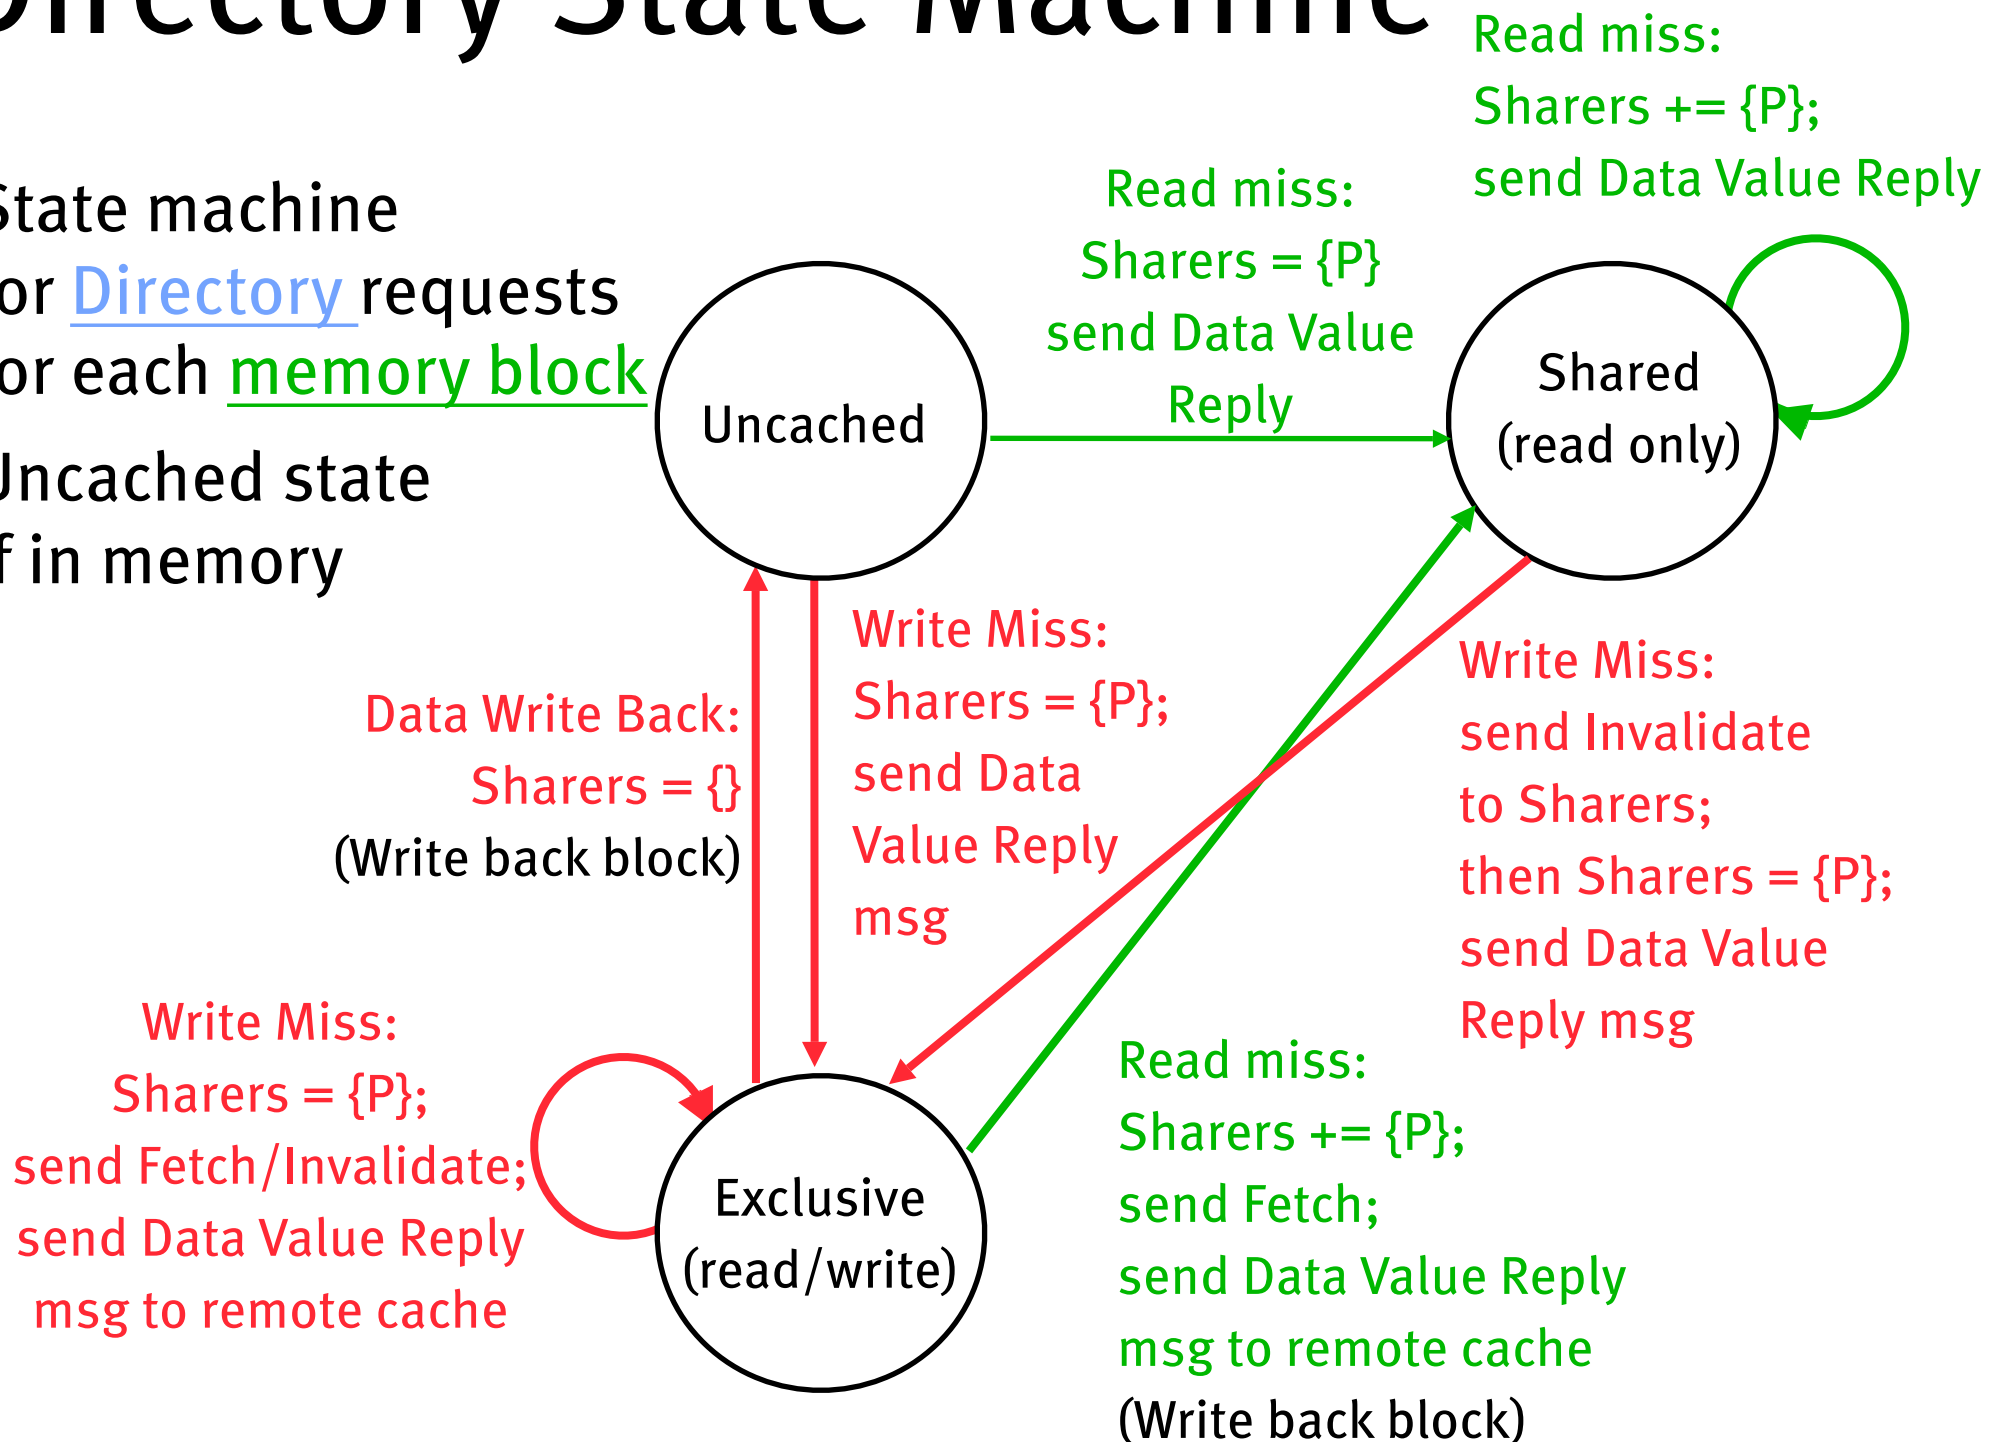 Directory State Machine
State machine
or Directory requests
or each memory block
Uncached state
f in memory
Read miss:
Sharers += {P};
send Data Value Reply
Read miss:
Sharers = {P}
send Data Value
Reply
Uncached
Shared
(read only)
Data Write Back:
Sharers = {}
(Write back block)
Write Miss:
Sharers = {P};
send Data
Value Reply
msg
Write Miss:
send Invalidate
to Sharers;
then Sharers = {P};
send Data Value
Reply msg
Write Miss:
Sharers = {P};
send Fetch/Invalidate;
send Data Value Reply
msg to remote cache
Exclusive
(read/write)
Read miss:
Sharers += {P};
send Fetch;
send Data Value Reply
msg to remote cache
(Write back block)